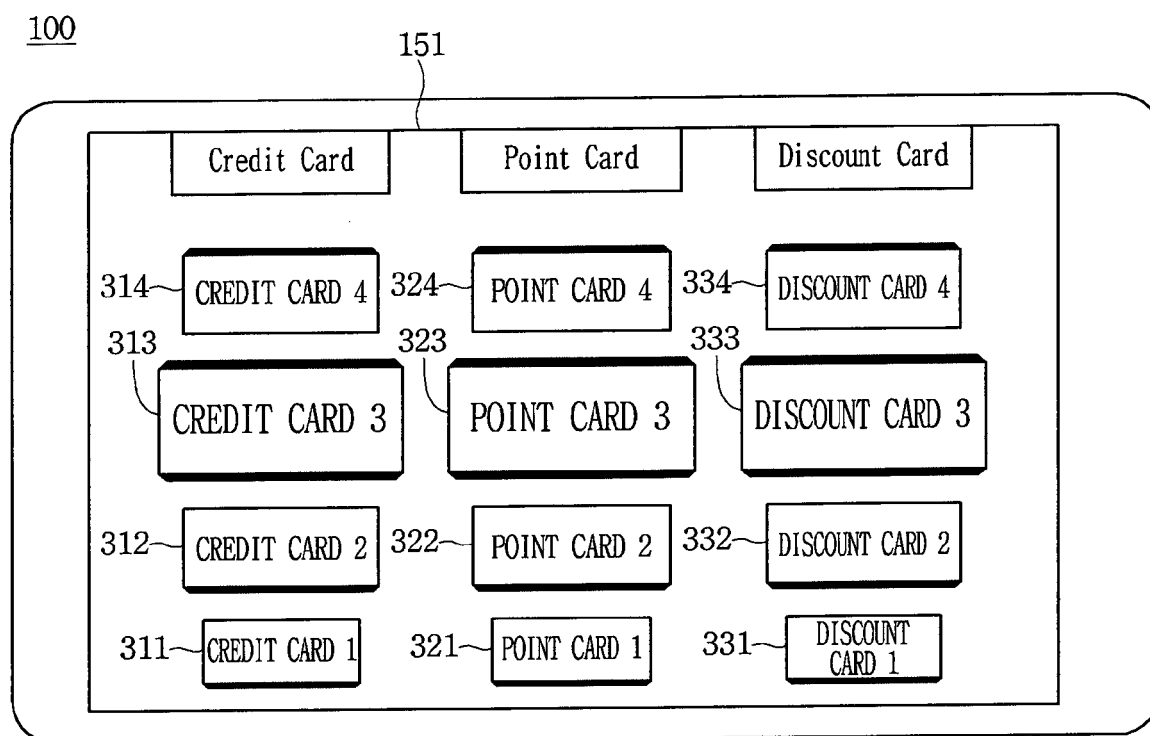 100
151
Credit Card Point Card Discount Card
314 CREDIT CARD 4 324 POINT CARD 4 334 DISCOUNT CARD 4
313 323 333
CREDIT CARD 3 POINT CARD 3 DISCOUNT CARD 3
312 CREDIT CARD 2 322 POINT CARD 2 332 DISCOUNT CARD 2
311 CREDIT CARD 1 321 POINT CARD 1 331 DISCOUNT
CARD 1